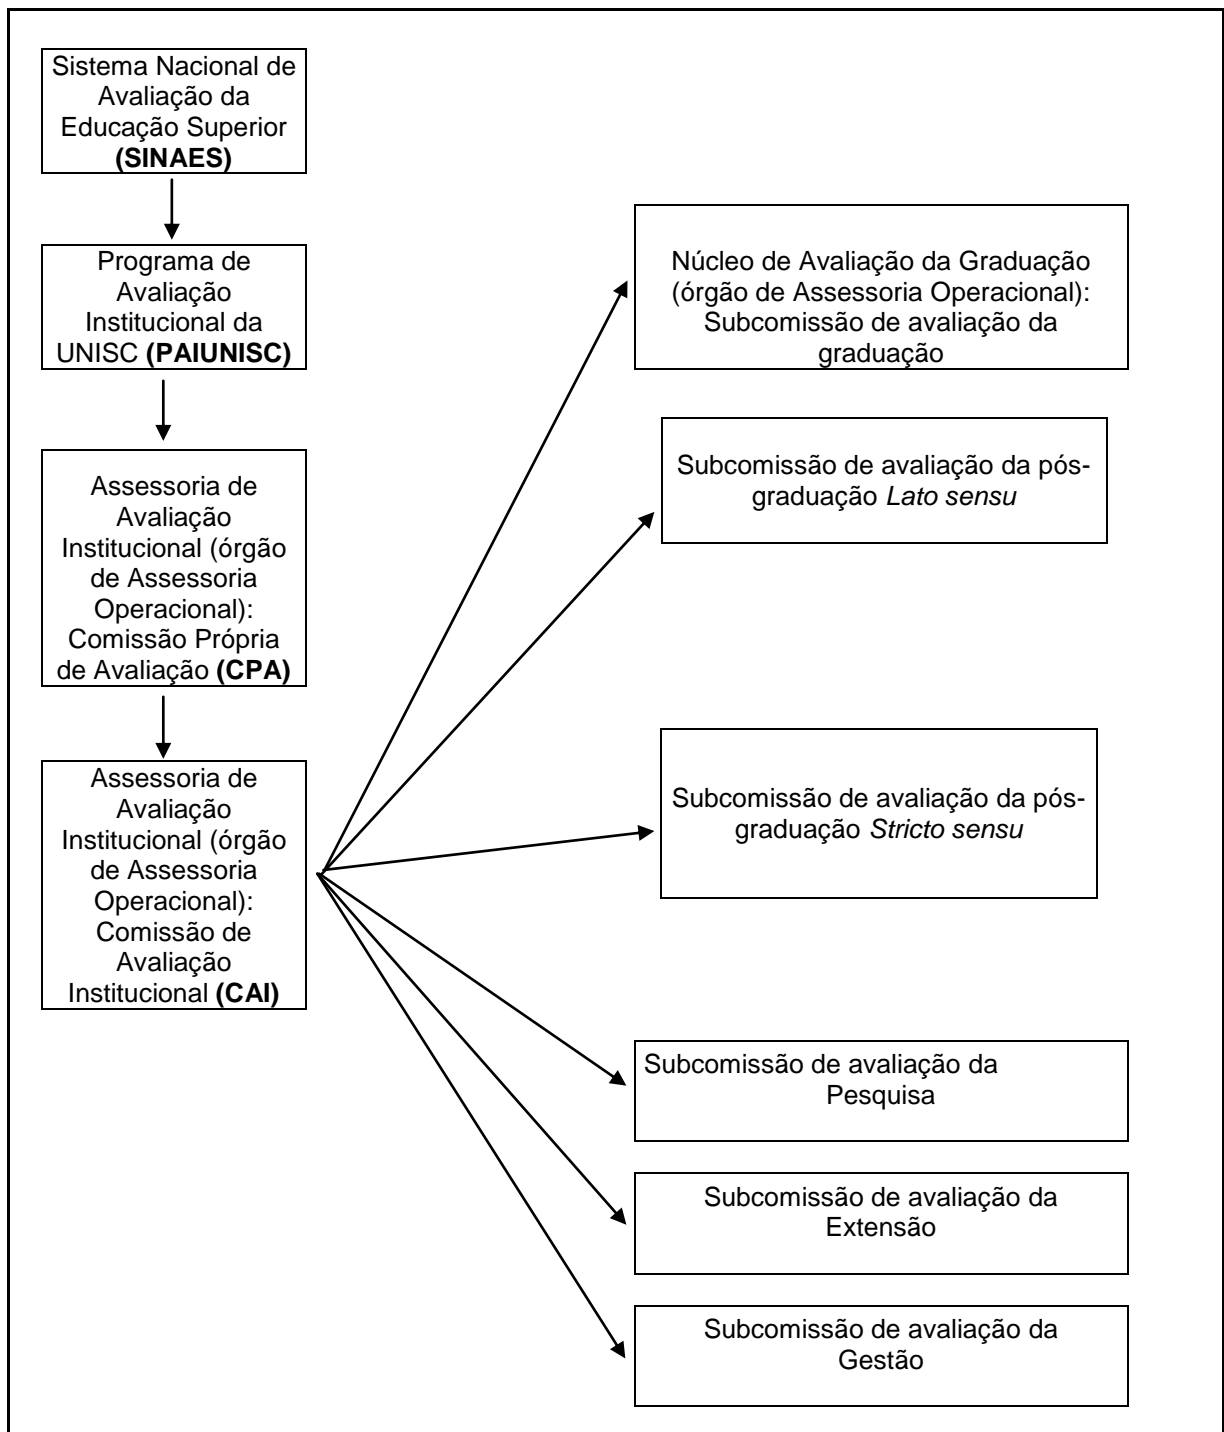 Sistema Nacional de
Avaliação da
Educação Superior
(SINAES)
Programa de
Avaliação
Institucional da
UNISC (PAIUNISC)
Assessoria de
Avaliação
Institucional (órgão
de Assessoria
Operacional):
Comissão Própria
de Avaliação (CPA)
Assessoria de
Avaliação
Institucional (órgão
de Assessoria
Operacional):
Comissão de
Avaliação
Institucional (CAI)
Núcleo de Avaliação da Graduação
(órgão de Assessoria Operacional):
Subcomissão de avaliação da
graduação
Subcomissão de avaliação da pós-
graduação Lato sensu
Subcomissão de avaliação da pós-
graduação Stricto sensu
Subcomissão de avaliação da
Pesquisa
Subcomissão de avaliação da
Extensão
Subcomissão de avaliação da
Gestão